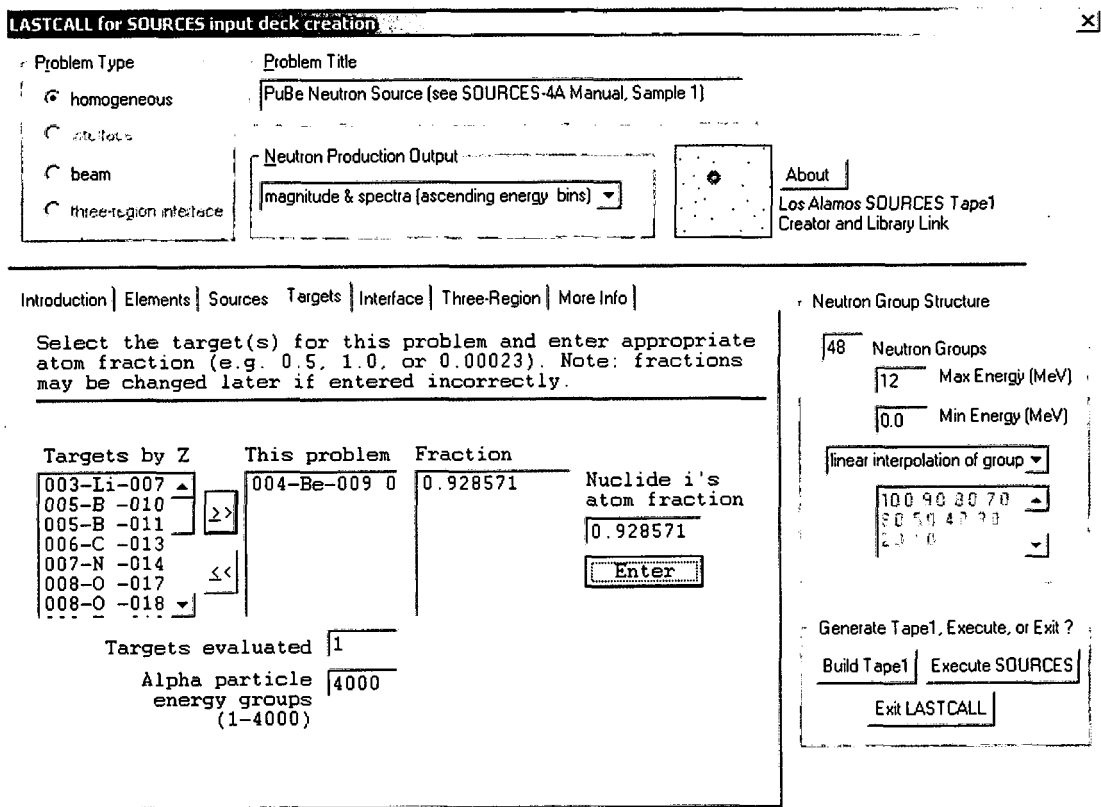 LASTCALL for SOURCES input deck creation
Problem Type
homogeneous
interface
beam
three-region interface
Problem Title
PuBe Neutron Source (see SOURCES-4A Manual, Sample 1)
Neutron Production Output
magnitude & spectra (ascending energy bins)
About
Los Alamos SOURCES Tape1
Creator and Library Link
Introduction
Elements
Sources
Targets
Interface
Three-Region
More Info
Select the target(s) for this problem and enter appropriate
atom fraction (e.g. 0.5, 1.0, or 0.00023). Note: fractions
may be changed later if entered incorrectly.
Targets by Z
003-Li-007
005-B -010
005-B -011
006-C -013
007-N -014
008-O -017
008-O -018
>>
<<
This problem
004-Be-009 0
Fraction
0.928571
Nuclide i's
atom fraction
0.928571
Enter
Targets evaluated
1
Alpha particle
energy groups
(1-4000)
4000
Neutron Group Structure
48
Neutron Groups
12
Max Energy (MeV)
0.0
Min Energy (MeV)
linear interpolation of group
Generate Tape1, Execute, or Exit ?
Build Tape1
Execute SOURCES
Exit LASTCALL